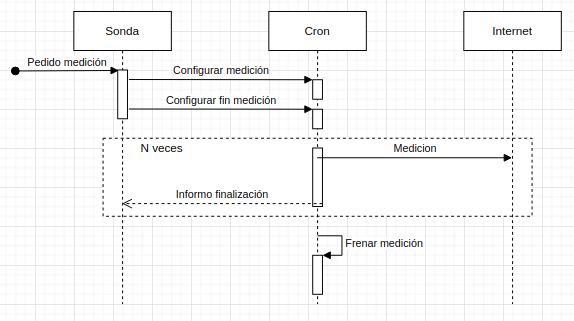 Sonda
Cron
Internet
Pedido medición
Configurar medición
Configurar fin medición
N veces
Medicion
Informo finalización
Frenar medición